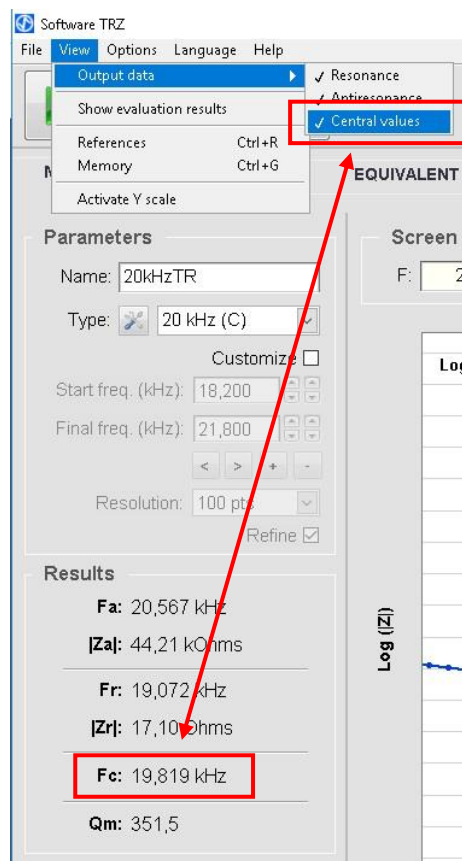 Software TRZ
File View Options Language Help
Output data
Resonance
Antiresonance
Central values
Show evaluation results
References Ctrl+R
Memory Ctrl+G
Activate Y scale
EQUIVALENT
Parameters
Name: 20kHzTR
Type: 20 kHz (C)
Customize
Start freq. (kHz): 18,200
Final freq. (kHz): 21,800
< > + -
Resolution: 100 pts
Refine
Results
Fa: 20,567 kHz
|Za|: 44,21 kOhms
Fr: 19,072 kHz
|Zr|: 17,10 Ohms
Fc: 19,819 kHz
Qm: 351,5
Screen
F: 2
Log (|Z|)